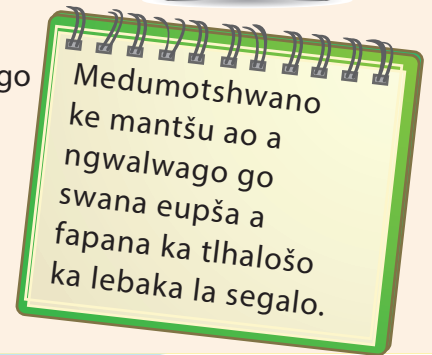 go
Medumotshwano
ke mantšu ao a
ngwalwago go
swana eupša a
fapana ka tlhalošo
ka lebaka la segalo.